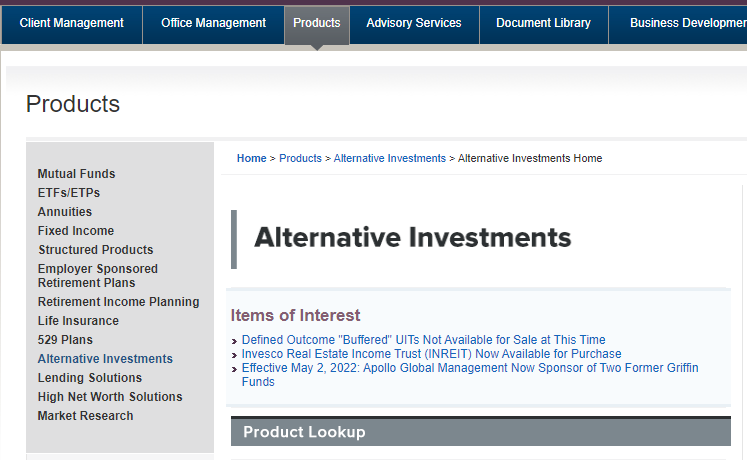 Client Management
Office Management
Products
Advisory Services
Document Library
Business Developmen
Products
Mutual Funds
ETFs/ETPs
Annuities
Fixed Income
Structured Products
Employer Sponsored
Retirement Plans
Retirement Income Planning
Life Insurance
529 Plans
Alternative Investments
Lending Solutions
High Net Worth Solutions
Market Research
Home > Products > Alternative Investments > Alternative Investments Home
Alternative Investments
Items of Interest
Defined Outcome "Buffered" UITs Not Available for Sale at This Time
Invesco Real Estate Income Trust (INREIT) Now Available for Purchase
Effective May 2, 2022: Apollo Global Management Now Sponsor of Two Former Griffin
Funds
Product Lookup